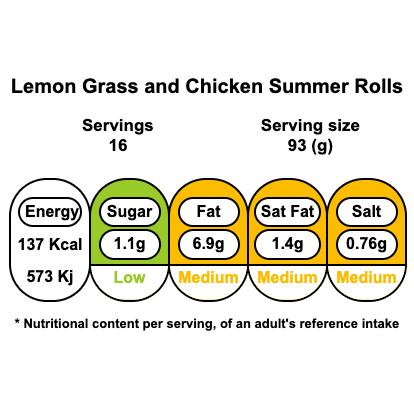 Lemon Grass and Chicken Summer Rolls
Servings Serving size
16 93 (g)
Energy Sugar Fat Sat Fat Salt
137 Kcal 1.1g 6.9g 1.4g 0.76g
573 Kj Low Medium Medium Medium
* Nutritional content per serving, of an adult's reference intake